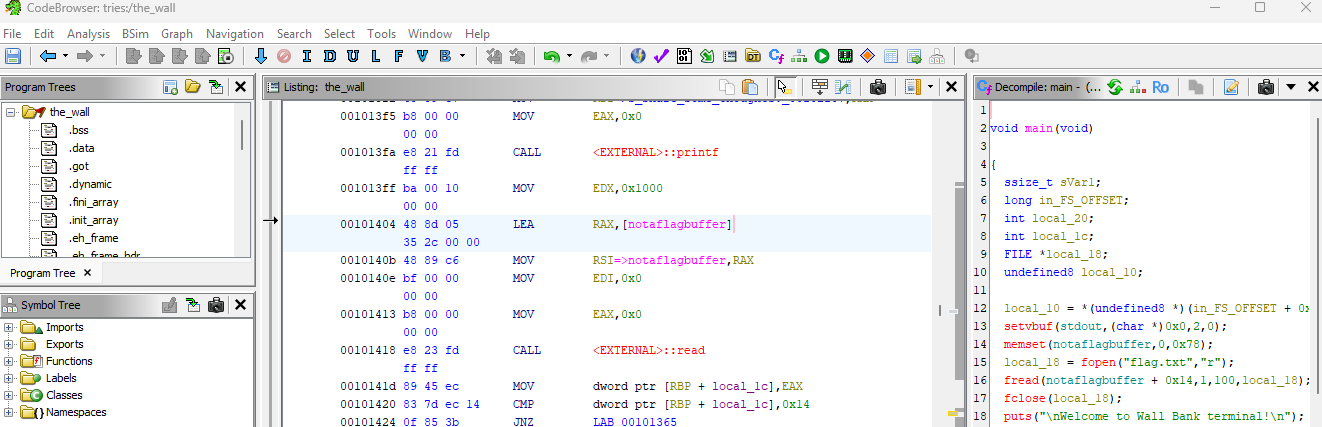 CodeBrowser: tries:/the_wall
File Edit Analysis BSim Graph Navigation Search Select Tools Window Help
I D U L F V B
Program Trees
the_wall
.bss
.data
.got
.dynamic
.fini_array
.init_array
.eh_frame
.eh_frame_hdr
Program Tree
Symbol Tree
Imports
Exports
Functions
Labels
Classes
Namespaces
Listing: the_wall
001013f5 b8 00 00 MOV EAX,0x0
00 00
001013fa e8 21 fd CALL <EXTERNAL>::printf
ff ff
001013ff ba 00 10 MOV EDX,0x1000
00 00
00101404 48 8d 05 LEA RAX,[notaflagbuffer]
35 2c 00 00
0010140b 48 89 c6 MOV RSI=>notaflagbuffer,RAX
0010140e bf 00 00 MOV EDI,0x0
00 00
00101413 b8 00 00 MOV EAX,0x0
00 00
00101418 e8 23 fd CALL <EXTERNAL>::read
ff ff
0010141d 89 45 ec MOV dword ptr [RBP + local_1c],EAX
00101420 83 7d ec 14 CMP dword ptr [RBP + local_1c],0x14
00101424 0f 85 3b JNZ LAB_00101365
Decompile: main - (...
Ro
1
2 void main(void)
3
4 {
5 ssize_t sVar1;
6 long in_FS_OFFSET;
7 int local_20;
8 int local_1c;
9 FILE *local_18;
10 undefined8 local_10;
11
12 local_10 = *(undefined8 *)(in_FS_OFFSET + 0x
13 setvbuf(stdout,(char *)0x0,2,0);
14 memset(notaflagbuffer,0,0x78);
15 local_18 = fopen("flag.txt","r");
16 fread(notaflagbuffer + 0x14,1,100,local_18);
17 fclose(local_18);
18 puts("\nWelcome to Wall Bank terminal!\n");